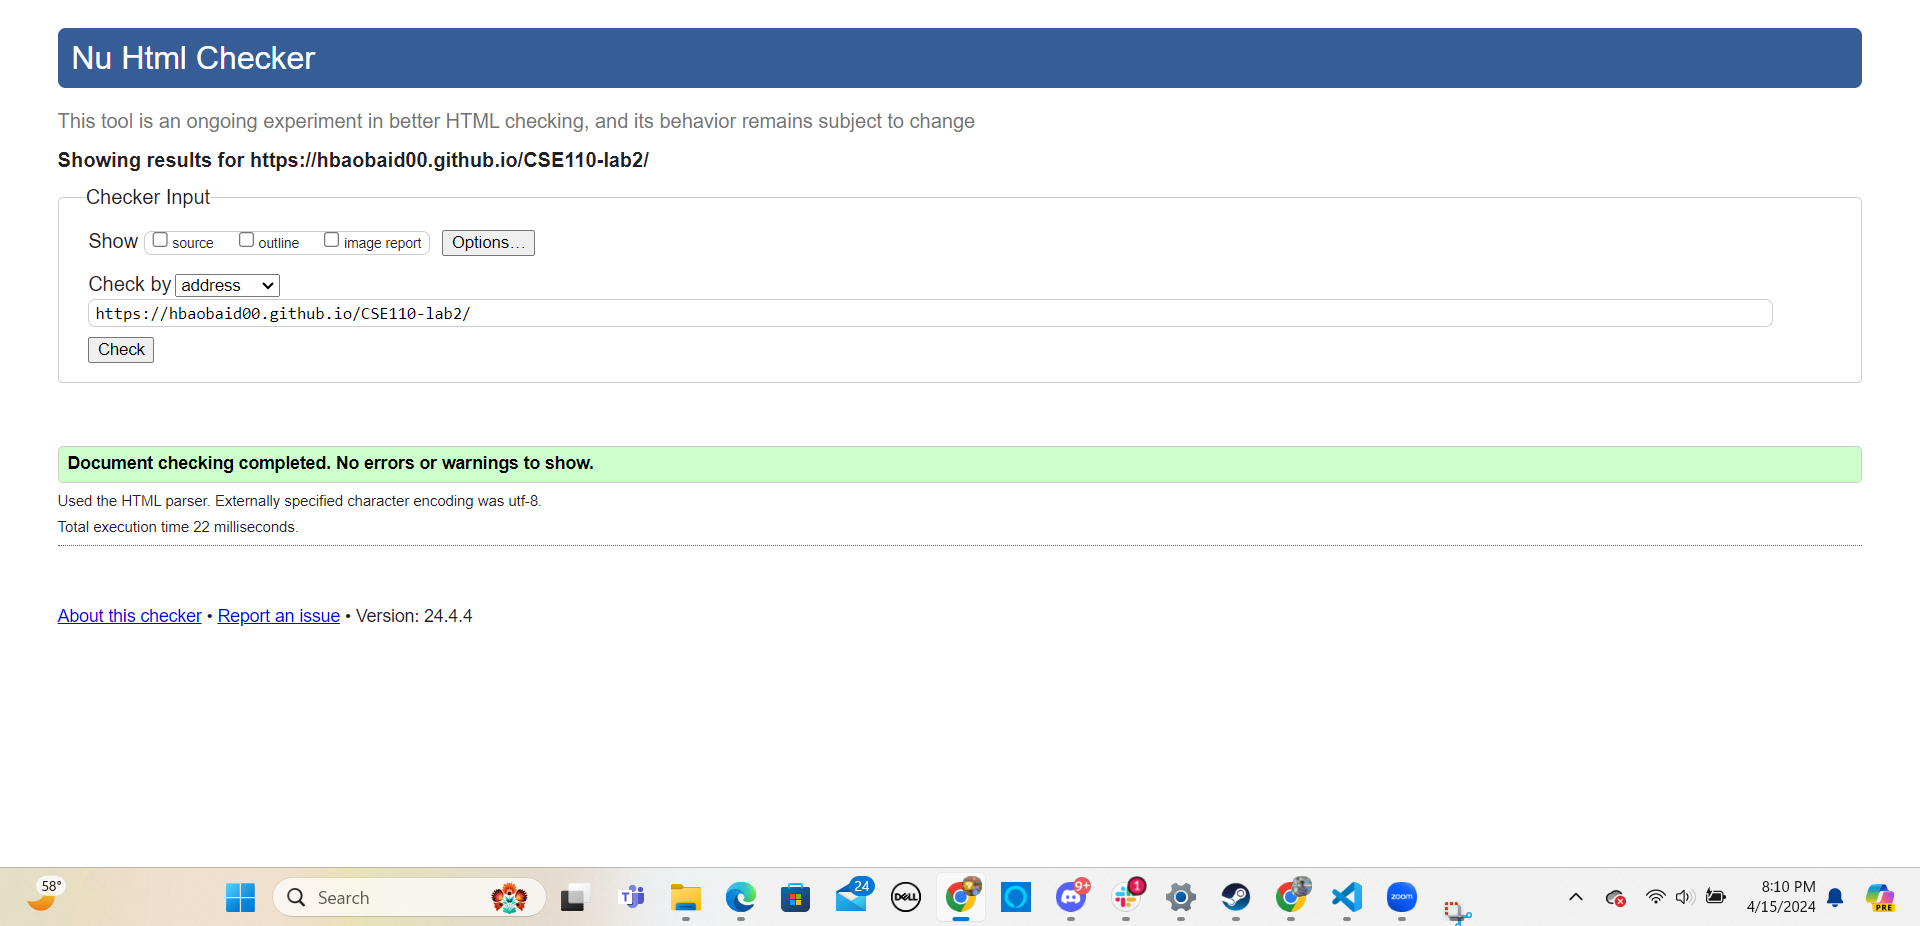 Nu Html Checker
This tool is an ongoing experiment in better HTML checking, and its behavior remains subject to change
Showing results for https://hbaobaid00.github.io/CSE110-lab2/
Checker Input
Show source outline image report Options...
Check by address
https://hbaobaid00.github.io/CSE110-lab2/
Check
Document checking completed. No errors or warnings to show.
Used the HTML parser. Externally specified character encoding was utf-8.
Total execution time 22 milliseconds.
About this checker • Report an issue • Version: 24.4.4
58°
Search
24
DELL
9+
1
zoom
8:10 PM
4/15/2024
PRE